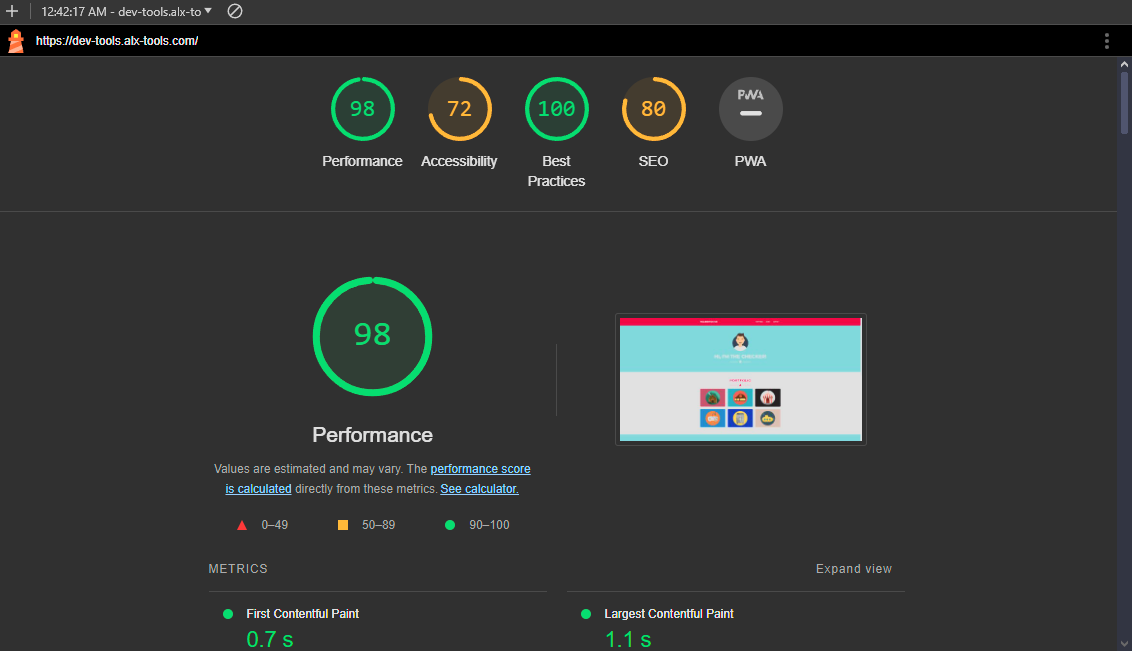 12:42:17 AM - dev-tools.alx-to
https://dev-tools.alx-tools.com/
98
72
100
80
PWA
Performance
Accessibility
Best
Practices
SEO
PWA
98
Performance
Values are estimated and may vary. The performance score
is calculated directly from these metrics. See calculator.
0–49
50–89
90–100
METRICS
Expand view
First Contentful Paint
0.7 s
Largest Contentful Paint
1.1 s